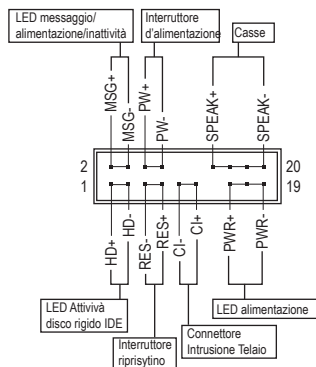 LED messaggio/
alimentazione/inattività
Interruttore
d'alimentazione
Casse
MSG+
MSG-
PW+
PW-
SPEAK+
SPEAK-
2
20
1
19
HD+
HD-
RES-
RES+
CI-
CI+
PWR+
PWR-
LED Attivivà
disco rigido IDE
LED alimentazione
Interruttore
riprisytino
Connettore
Intrusione Telaio